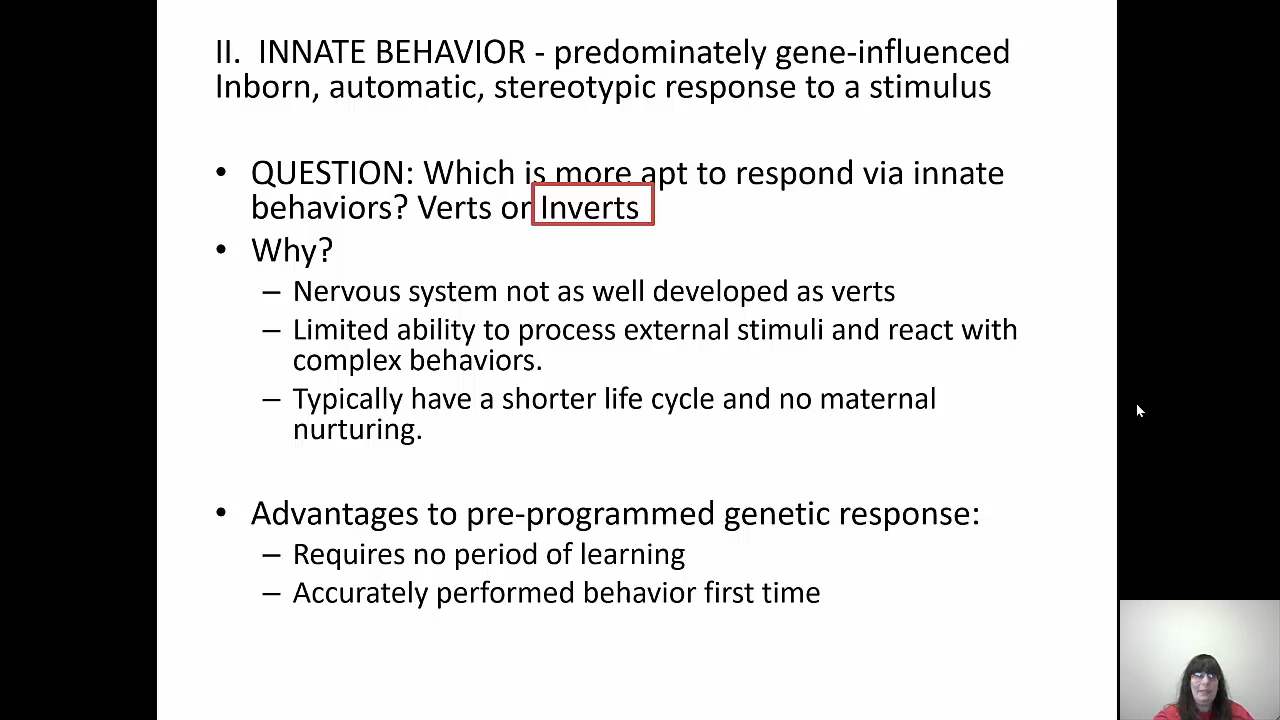 II.  INNATE BEHAVIOR - predominately gene-influenced
Inborn, automatic, stereotypic response to a stimulus
• QUESTION: Which is more apt to respond via innate
behaviors? Verts or Inverts
• Why?
– Nervous system not as well developed as verts
– Limited ability to process external stimuli and react with
complex behaviors.
– Typically have a shorter life cycle and no maternal
nurturing.
• Advantages to pre-programmed genetic response:
– Requires no period of learning
– Accurately performed behavior first time